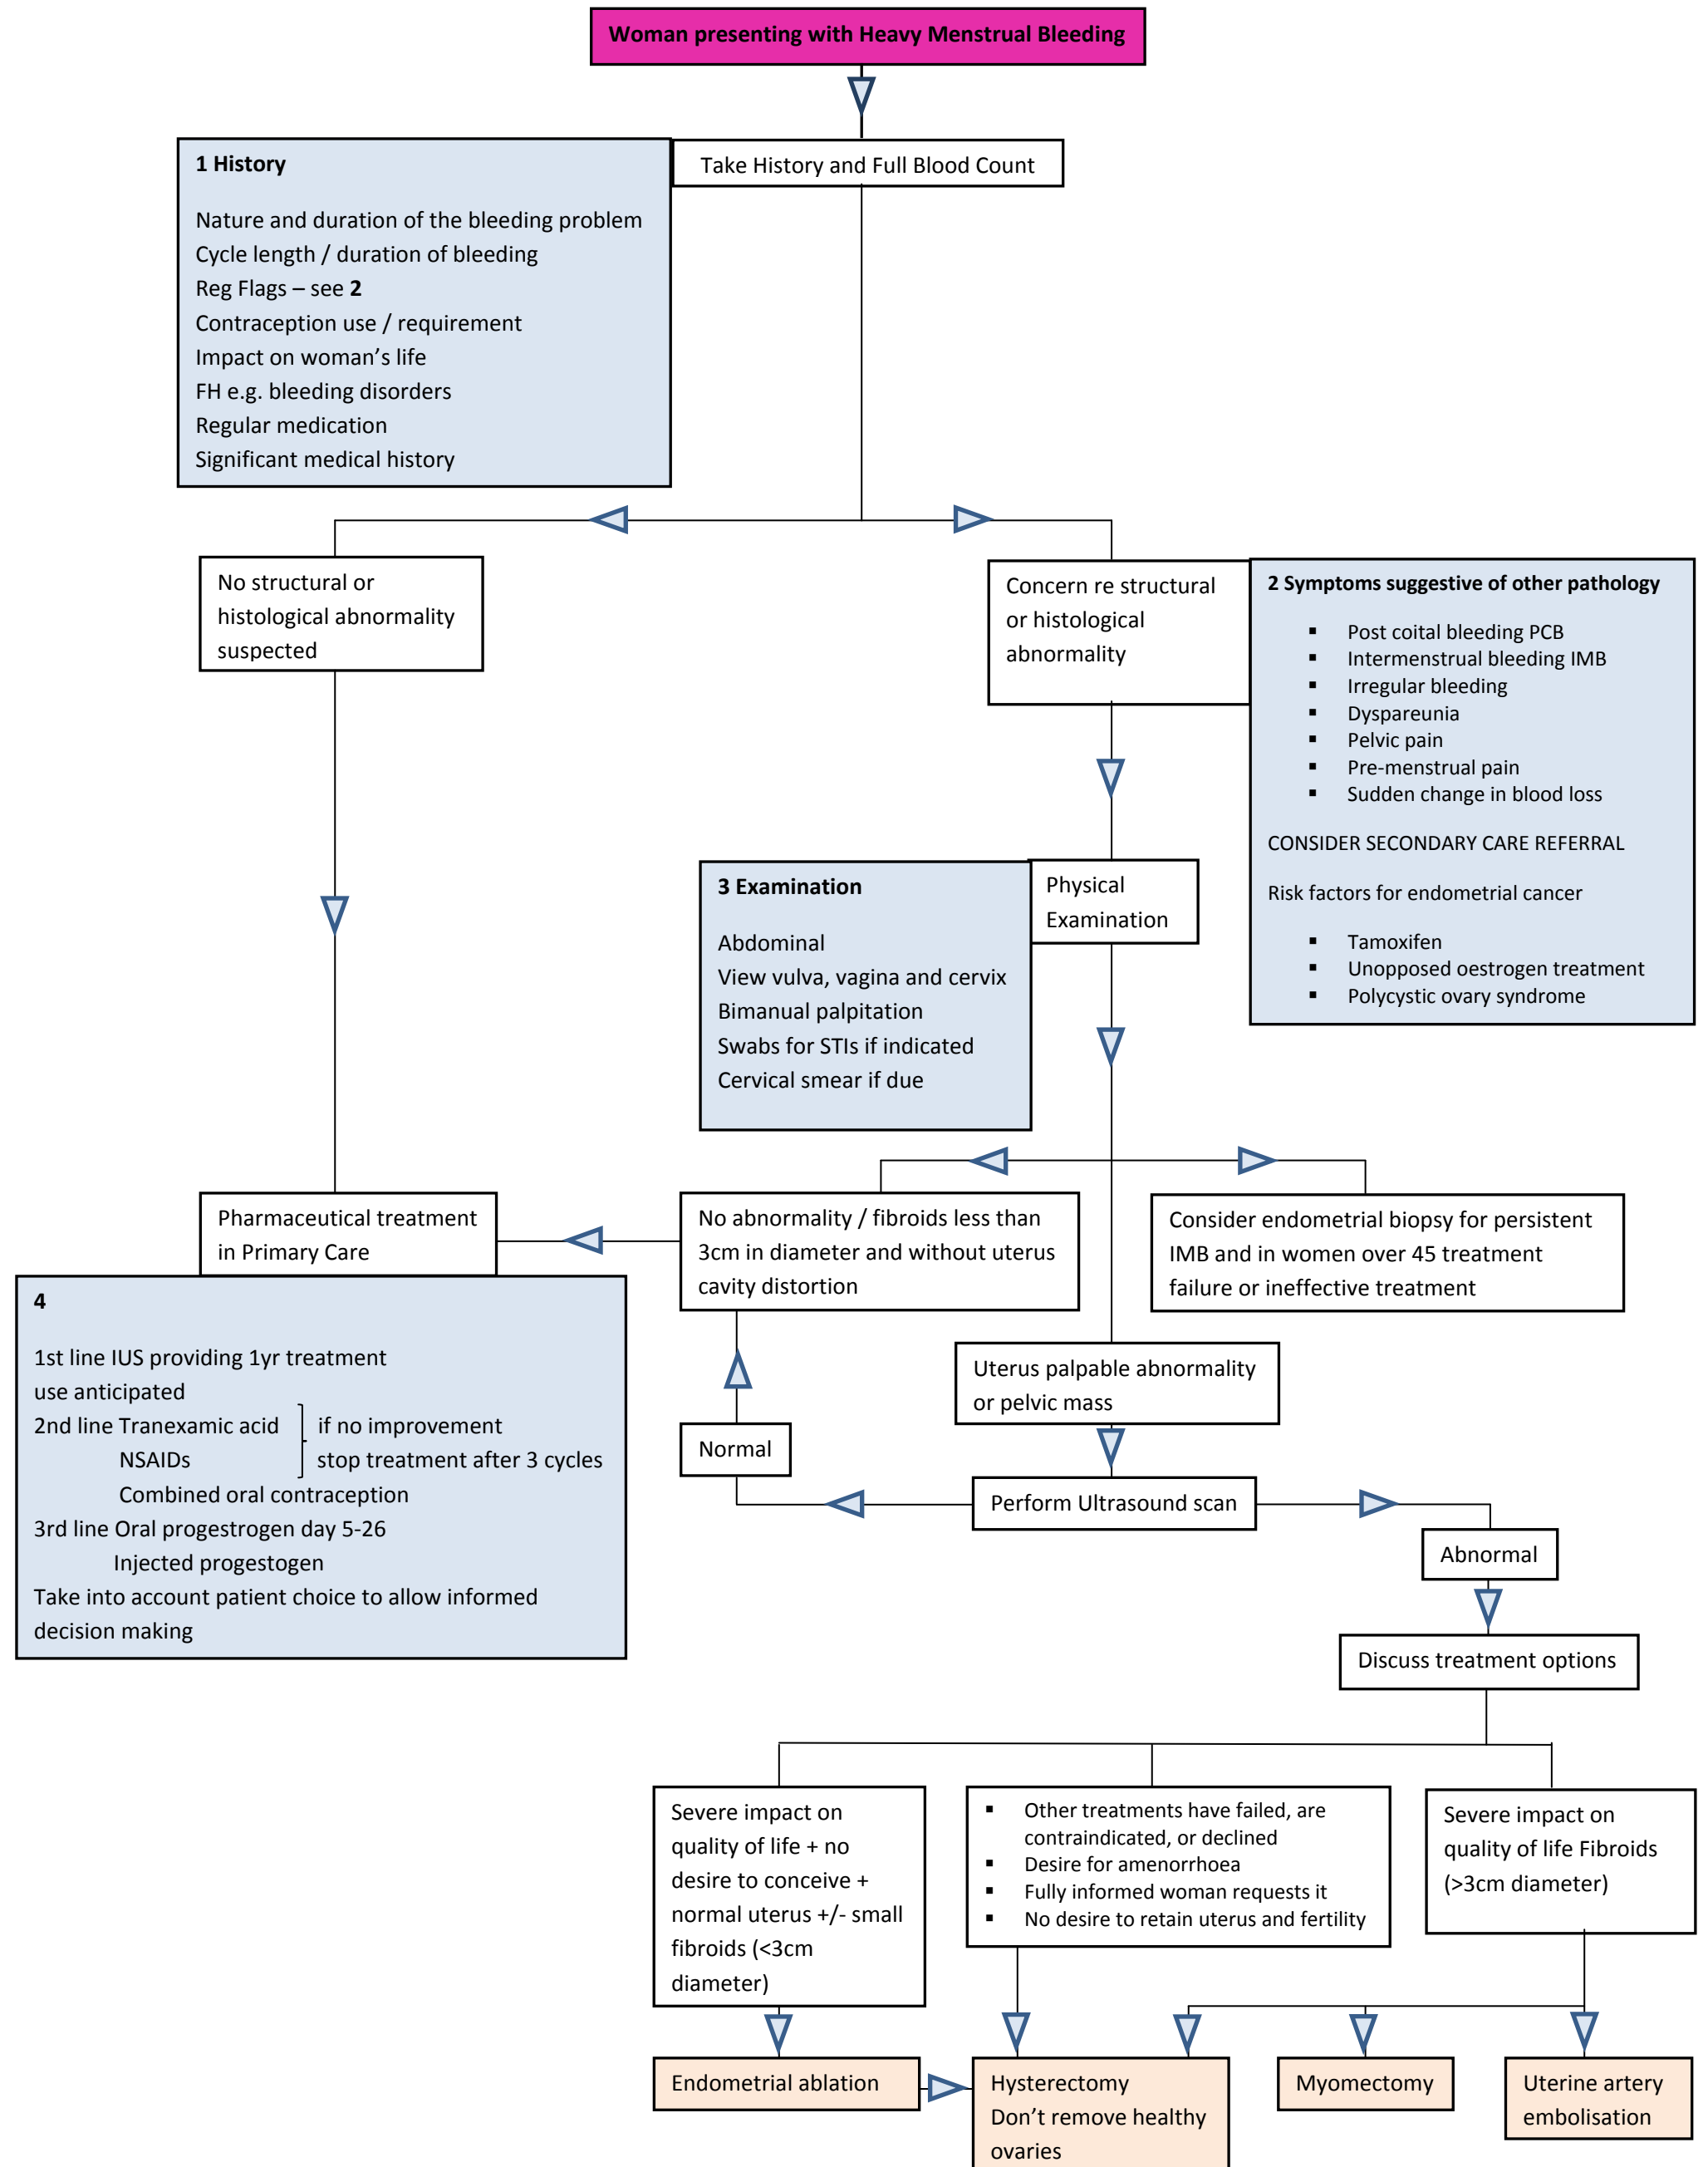 Woman presenting with Heavy Menstrual Bleeding
Take History and Full Blood Count
1 History
Nature and duration of the bleeding problem
Cycle length / duration of bleeding
Reg Flags – see 2
Contraception use / requirement
Impact on woman's life
FH e.g. bleeding disorders
Regular medication
Significant medical history
No structural or
histological abnormality
suspected
Concern re structural
or histological
abnormality
2 Symptoms suggestive of other pathology
▪ Post coital bleeding PCB
▪ Intermenstrual bleeding IMB
▪ Irregular bleeding
▪ Dyspareunia
▪ Pelvic pain
▪ Pre-menstrual pain
▪ Sudden change in blood loss
CONSIDER SECONDARY CARE REFERRAL
Risk factors for endometrial cancer
▪ Tamoxifen
▪ Unopposed oestrogen treatment
▪ Polycystic ovary syndrome
Physical
Examination
3 Examination
Abdominal
View vulva, vagina and cervix
Bimanual palpitation
Swabs for STIs if indicated
Cervical smear if due
Pharmaceutical treatment
in Primary Care
No abnormality / fibroids less than
3cm in diameter and without uterus
cavity distortion
Consider endometrial biopsy for persistent
IMB and in women over 45 treatment
failure or ineffective treatment
4
1st line IUS providing 1yr treatment
use anticipated
2nd line Tranexamic acid if no improvement
NSAIDs stop treatment after 3 cycles
Combined oral contraception
3rd line Oral progestrogen day 5-26
Injected progestogen
Take into account patient choice to allow informed
decision making
Uterus palpable abnormality
or pelvic mass
Normal
Perform Ultrasound scan
Abnormal
Discuss treatment options
Severe impact on
quality of life + no
desire to conceive +
normal uterus +/- small
fibroids (<3cm
diameter)
▪ Other treatments have failed, are
contraindicated, or declined
▪ Desire for amenorrhoea
▪ Fully informed woman requests it
▪ No desire to retain uterus and fertility
Severe impact on
quality of life Fibroids
(>3cm diameter)
Endometrial ablation
Hysterectomy
Don't remove healthy
ovaries
Myomectomy
Uterine artery
embolisation